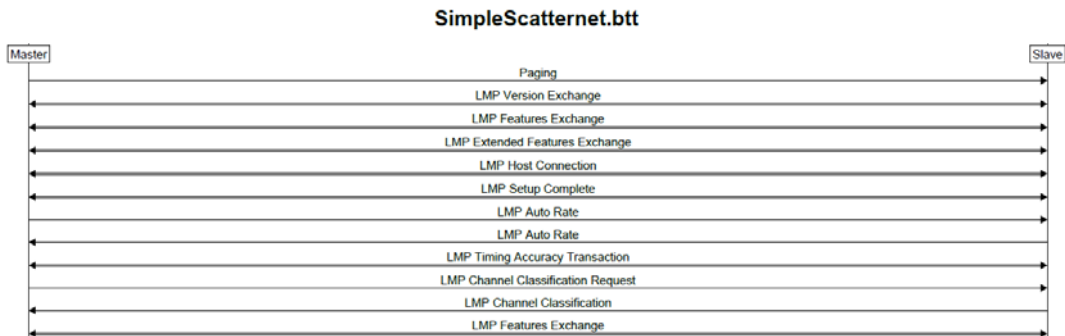 SimpleScatternet.btt
Master
Slave
Paging
LMP Version Exchange
LMP Features Exchange
LMP Extended Features Exchange
LMP Host Connection
LMP Setup Complete
LMP Auto Rate
LMP Auto Rate
LMP Timing Accuracy Transaction
LMP Channel Classification Request
LMP Channel Classification
LMP Features Exchange